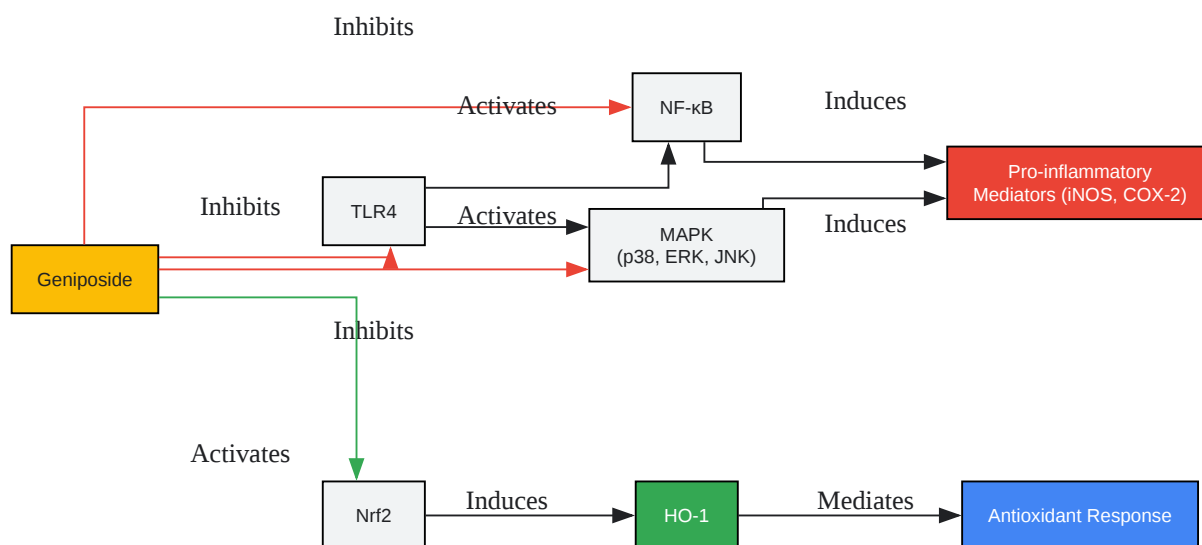 Inhibits
Activates
NF-κB
Induces
Pro-inflammatory
Mediators (iNOS, COX-2)
Inhibits
TLR4
Activates
MAPK
(p38, ERK, JNK)
Induces
Geniposide
Inhibits
Activates
Nrf2
Induces
HO-1
Mediates
Antioxidant Response